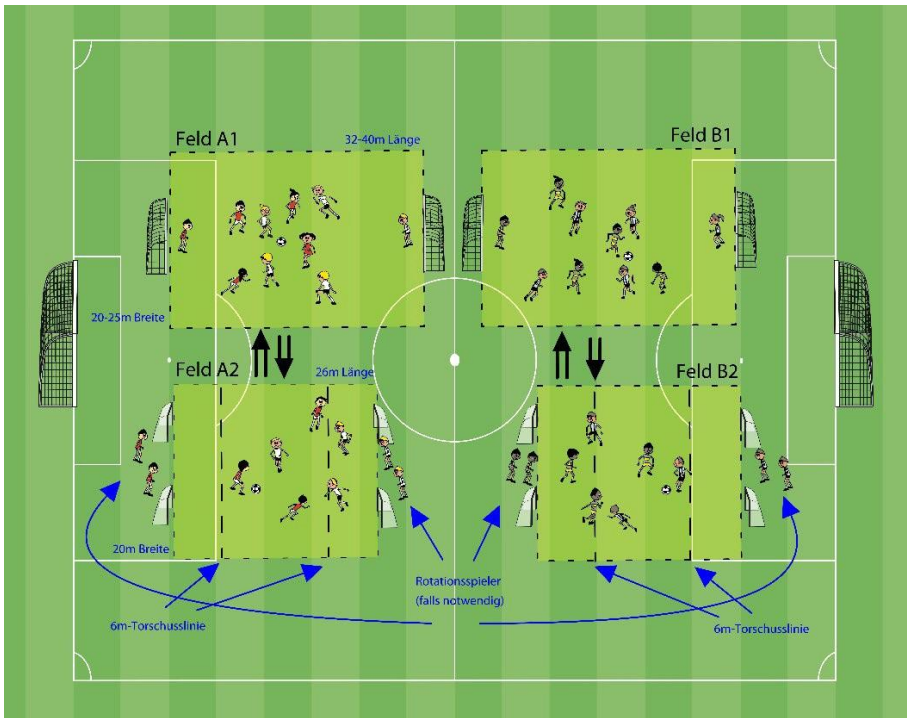 Feld A1
32-40m Länge
Feld B1
20-25m Breite
Feld A2
26m Länge
Feld B2
20m Breite
Rotationsspieler
(falls notwendig)
6m-Torschusslinie
6m-Torschusslinie